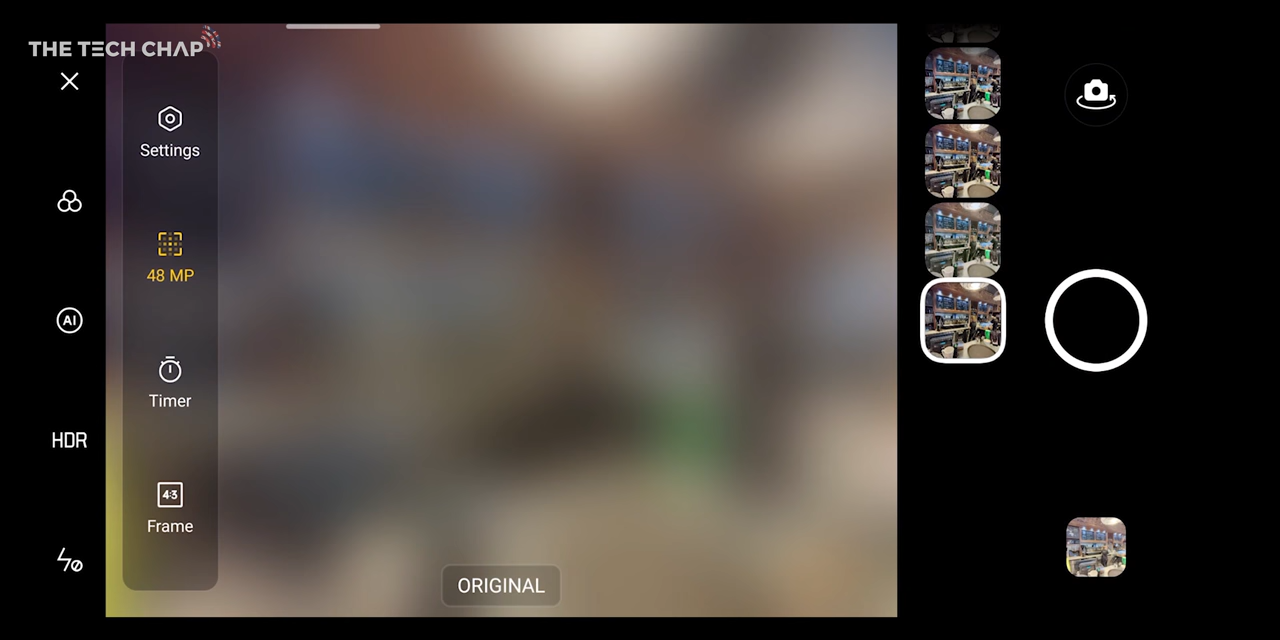 THE TECH CHAP
Settings
48 MP
Timer
4:3
Frame
AI
HDR
ORIGINAL